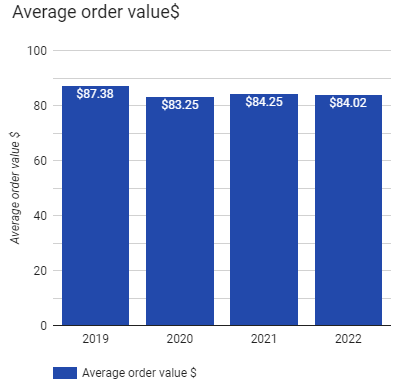 Average order value$
100
80
60
40
20
0
Average order value $
$87.38
$83.25
$84.25
$84.02
2019 2020 2021 2022
Average order value $